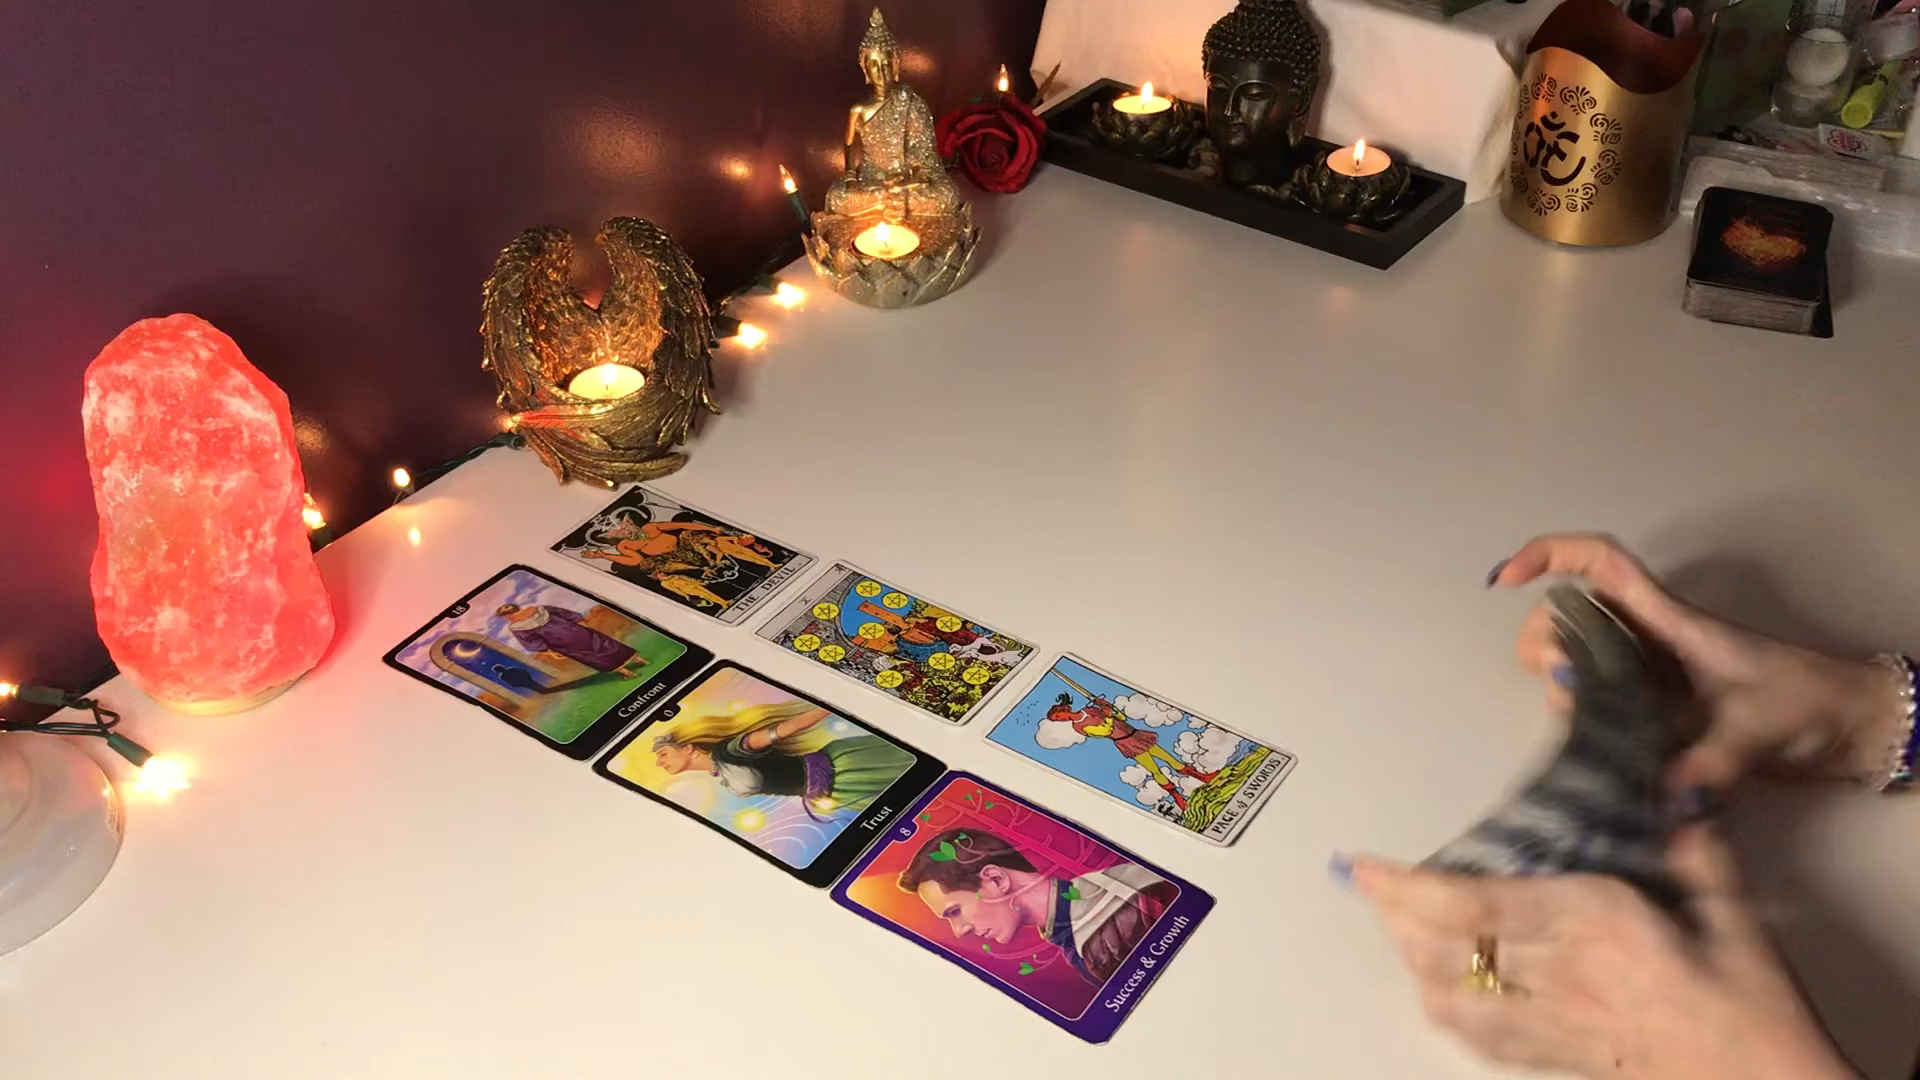 THE DEVIL.
X
PAGE of SWORDS.
18
Confront
0
Trust
8
Success & Growth
ॐ